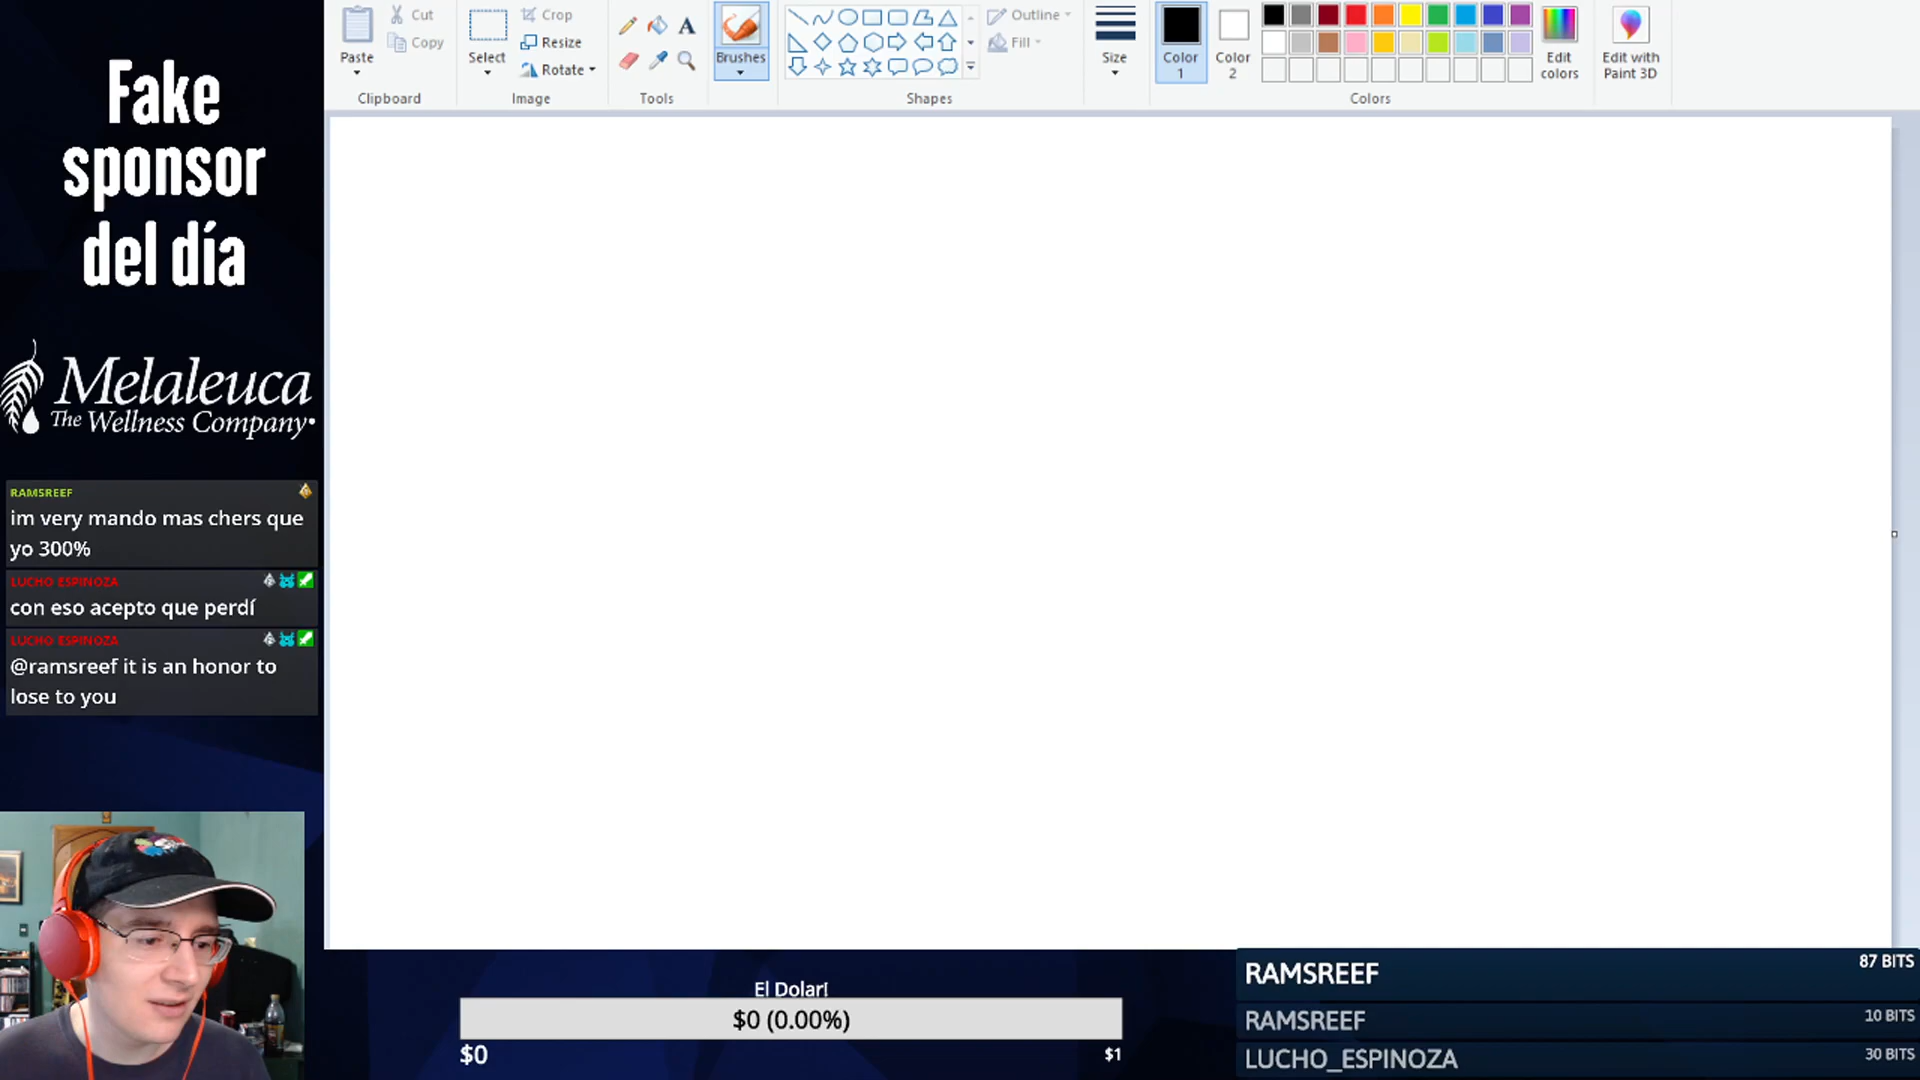 Fake
sponsor
del día
Melaleuca
The Wellness Company
RAMSREEF
im very mando mas chers que
yo 300%
LUCHO ESPINOZA
con eso acepto que perdí
LUCHO ESPINOZA
@ramsreef it is an honor to
lose to you
Paste
Cut
Copy
Clipboard
Select
Crop
Resize
Rotate
Image
A
Tools
Brushes
Shapes
Outline
Fill
Size
Color
1
Color
2
Colors
Edit
colors
Edit with
Paint 3D
El Dolar!
$0 (0.00%)
$0
$1
RAMSREEF 87 BITS
RAMSREEF 10 BITS
LUCHO_ESPINOZA 30 BITS